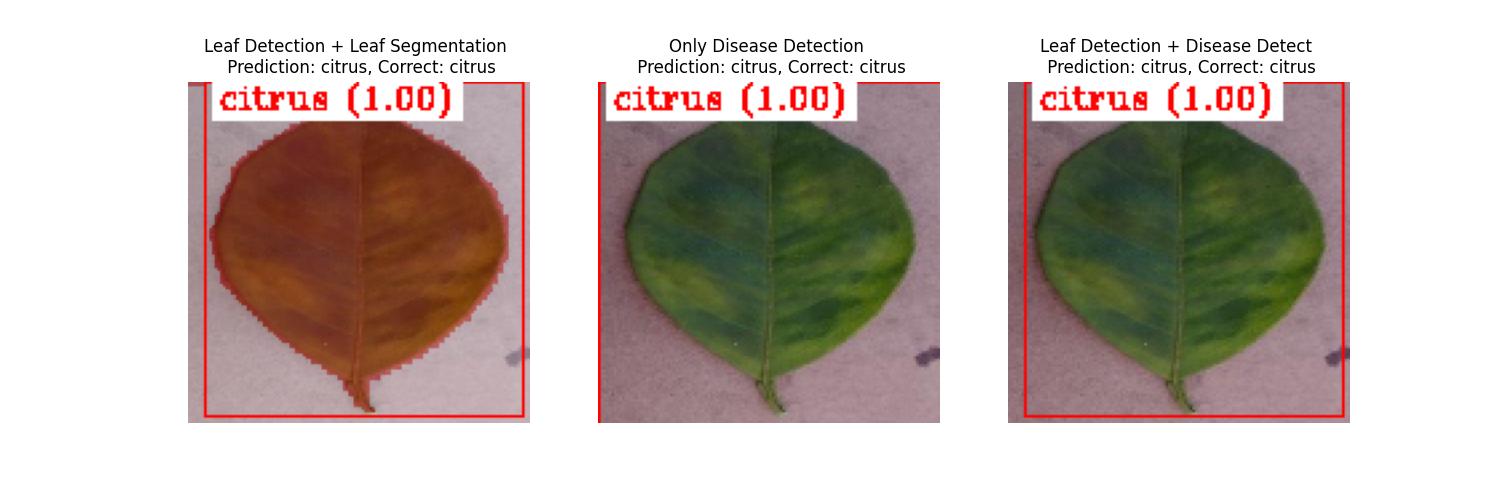 Leaf Detection + Leaf Segmentation
Prediction: citrus, Correct: citrus
citrus (1.00)
Only Disease Detection
Prediction: citrus, Correct: citrus
citrus (1.00)
Leaf Detection + Disease Detect
Prediction: citrus, Correct: citrus
citrus (1.00)